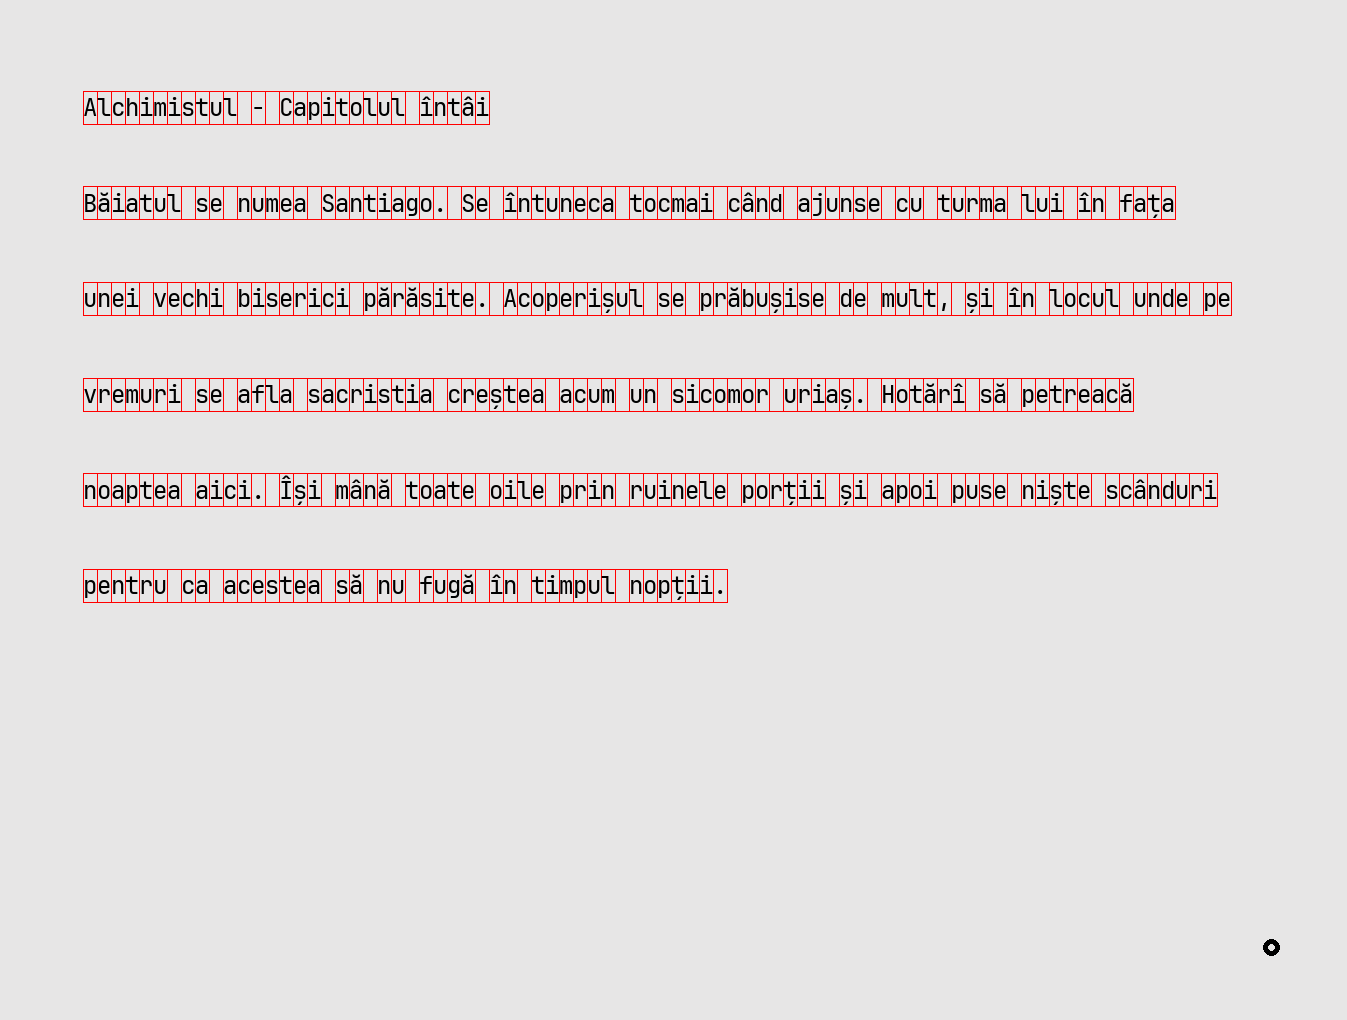 Alchimistul - Capitolul întâi
Băiatul se numea Santiago. Se întuneca tocmai când ajunse cu turma lui în fața
unei vechi biserici părăsite. Acoperișul se prăbușise de mult, și în locul unde pe
vremuri se afla sacristia creștea acum un sicomor uriaș. Hotărî să petreacă
noaptea aici. Își mână toate oile prin ruinele porții și apoi puse niște scânduri
pentru ca acestea să nu fugă în timpul nopții.